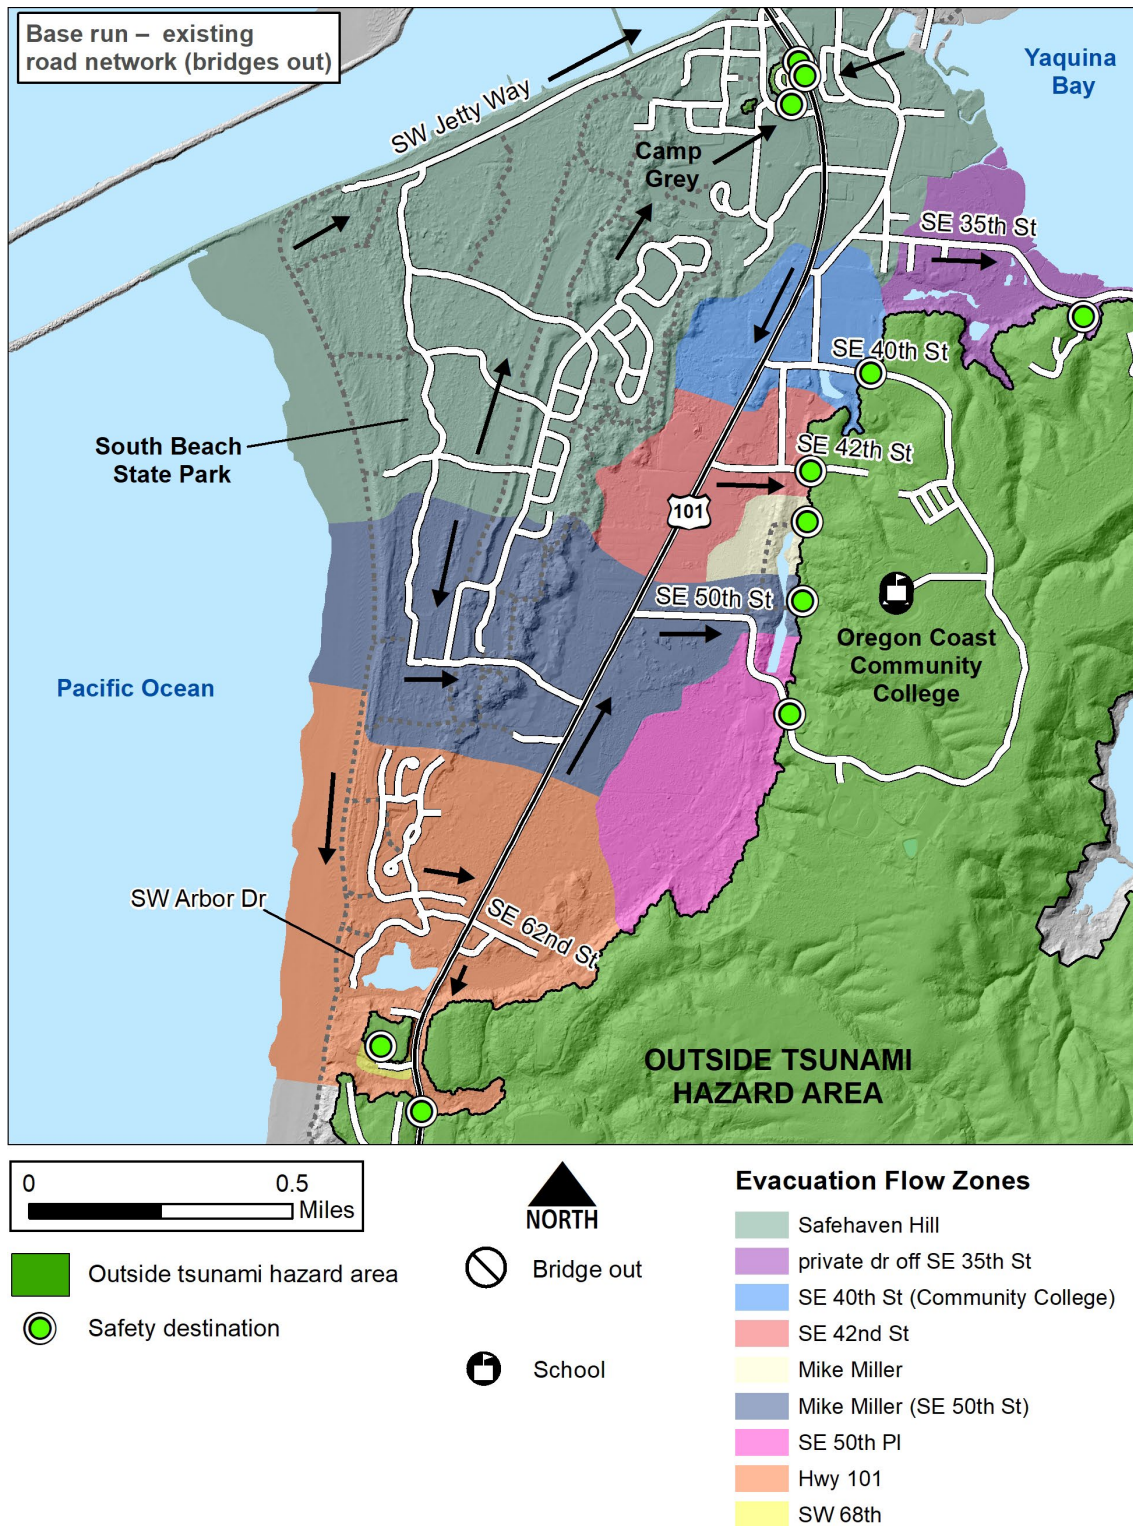 Base run – existing
road network (bridges out)
Yaquina
Bay
SW Jetty Way
Camp
Grey
SE 35th St
SE 40th St
South Beach
State Park
SE 42th St
101
SE 50th St
Oregon Coast
Community
College
Pacific Ocean
SW Arbor Dr
SE 62nd St
OUTSIDE TSUNAMI
HAZARD AREA
0 0.5
Miles
NORTH
Outside tsunami hazard area
Safety destination
Bridge out
School
Evacuation Flow Zones
Safehaven Hill
private dr off SE 35th St
SE 40th St (Community College)
SE 42nd St
Mike Miller
Mike Miller (SE 50th St)
SE 50th Pl
Hwy 101
SW 68th